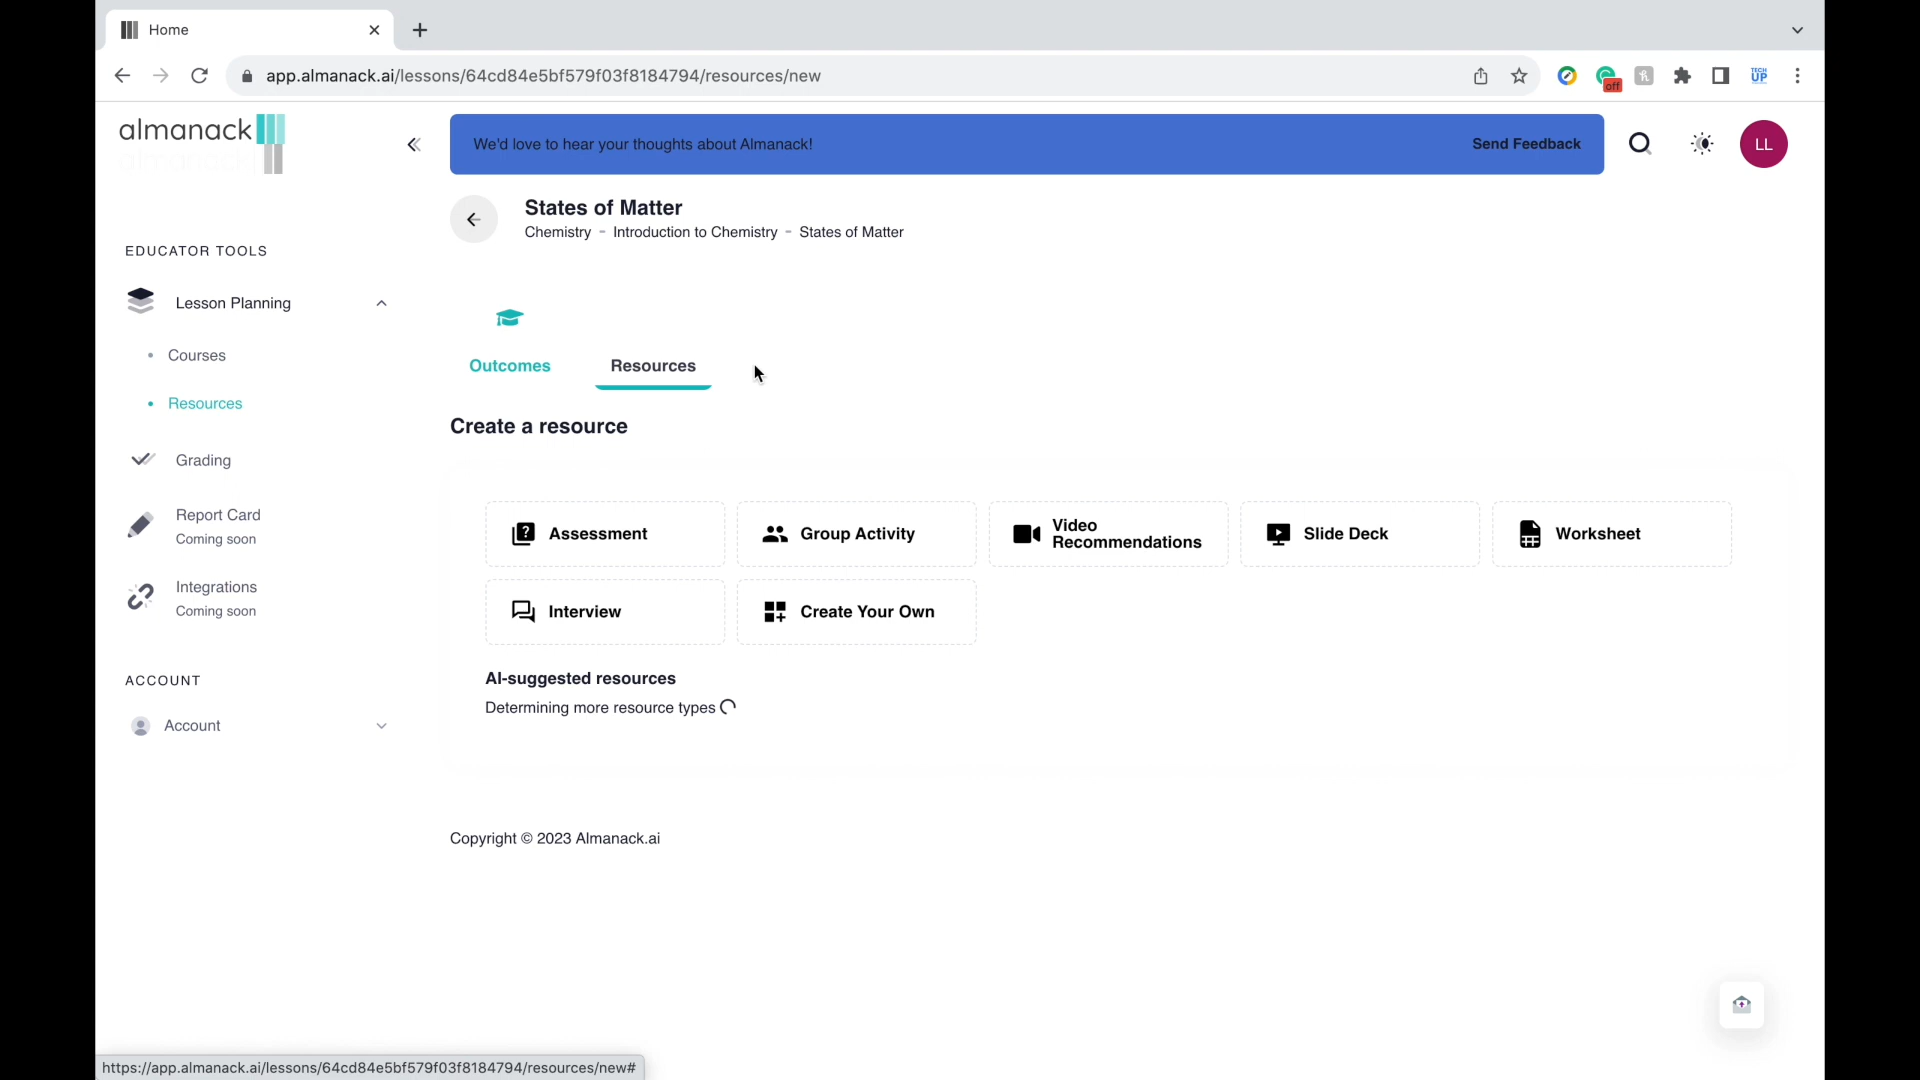 Home
app.almanack.ai/lessons/64cd84e5bf579f03f8184794/resources/new
off
TECH
UP
almanack
We'd love to hear your thoughts about Almanack!
Send Feedback
LL
States of Matter
Chemistry - Introduction to Chemistry - States of Matter
EDUCATOR TOOLS
Lesson Planning
Courses
Resources
Grading
Report Card
Coming soon
Integrations
Coming soon
ACCOUNT
Account
Outcomes
Resources
Create a resource
Assessment
Group Activity
Video
Recommendations
Slide Deck
Worksheet
Interview
Create Your Own
AI-suggested resources
Determining more resource types
Copyright © 2023 Almanack.ai
https://app.almanack.ai/lessons/64cd84e5bf579f03f8184794/resources/new#